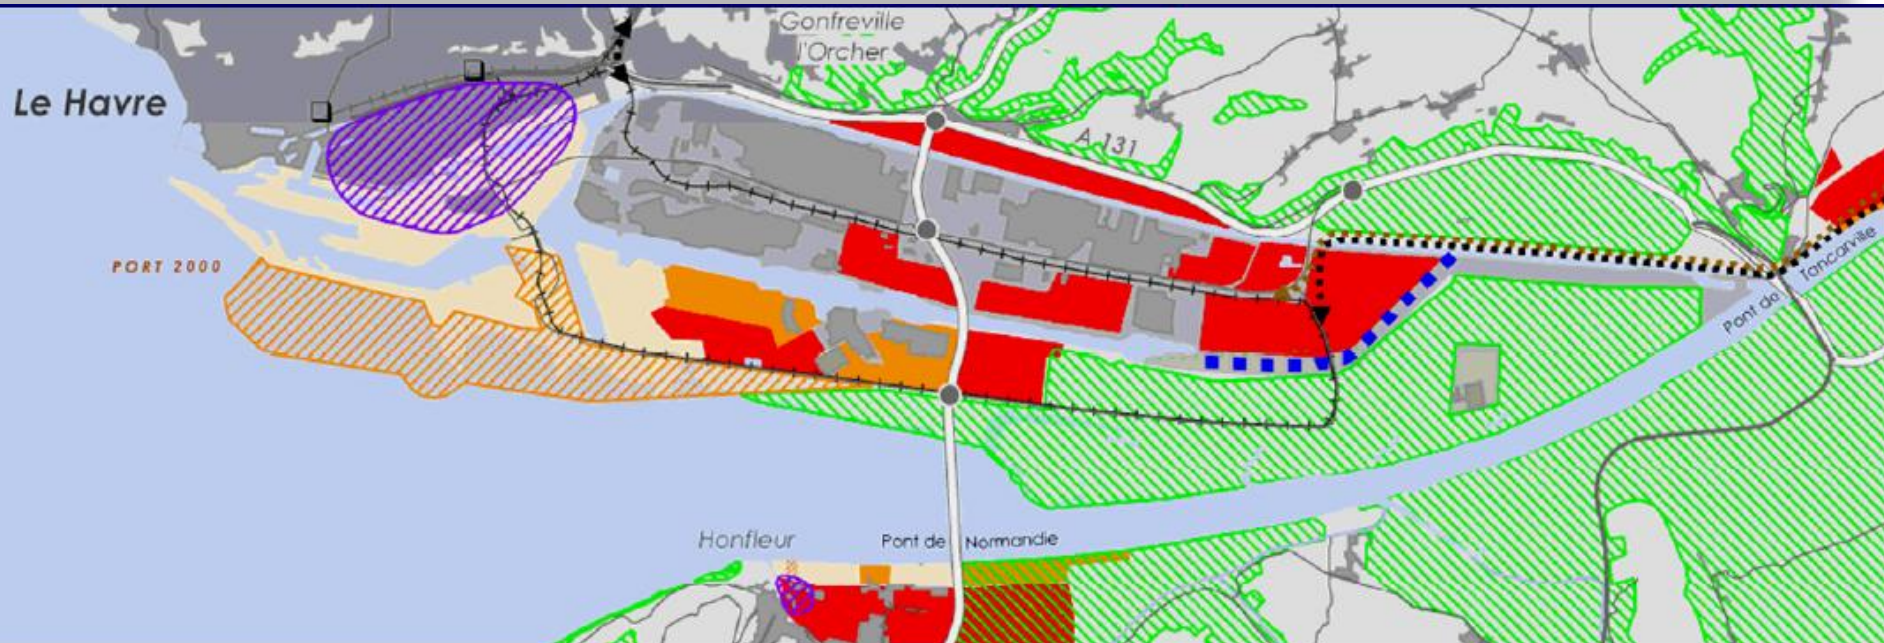 Gonfreville
l'Orcher
Le Havre
A 131
PORT 2000
Pont de Tancarville
Honfleur
Pont de Normandie